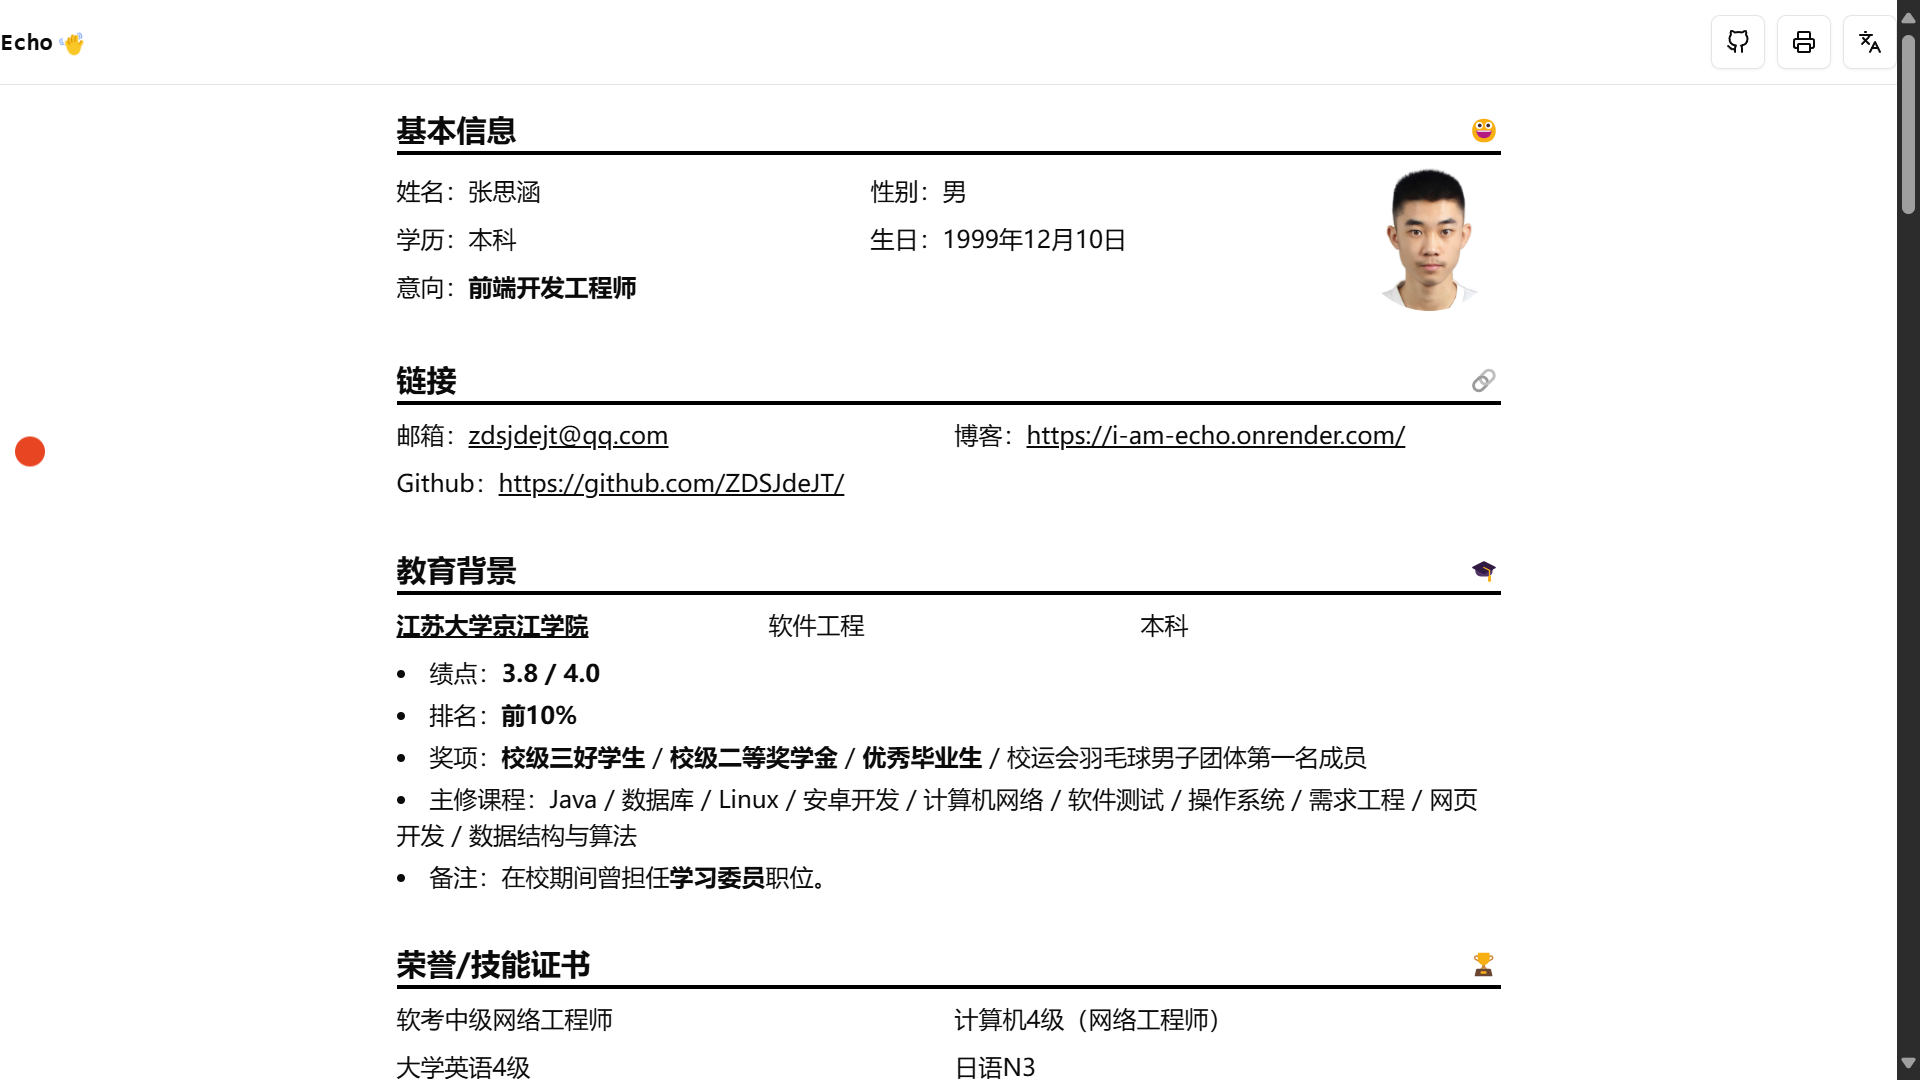 Echo 👋
基本信息
姓名：张思涵 性别：男
学历：本科 生日：1999年12月10日
意向：前端开发工程师
链接
邮箱：zdsjdejt@qq.com 博客：https://i-am-echo.onrender.com/
Github：https://github.com/ZDSJdeJT/
教育背景
江苏大学京江学院 软件工程 本科
• 绩点：3.8 / 4.0
• 排名：前10%
• 奖项：校级三好学生 / 校级二等奖学金 / 优秀毕业生 / 校运会羽毛球男子团体第一名成员
• 主修课程：Java / 数据库 / Linux / 安卓开发 / 计算机网络 / 软件测试 / 操作系统 / 需求工程 / 网页
开发 / 数据结构与算法
• 备注：在校期间曾担任学习委员职位。
荣誉/技能证书
软考中级网络工程师 计算机4级（网络工程师）
大学英语4级 日语N3